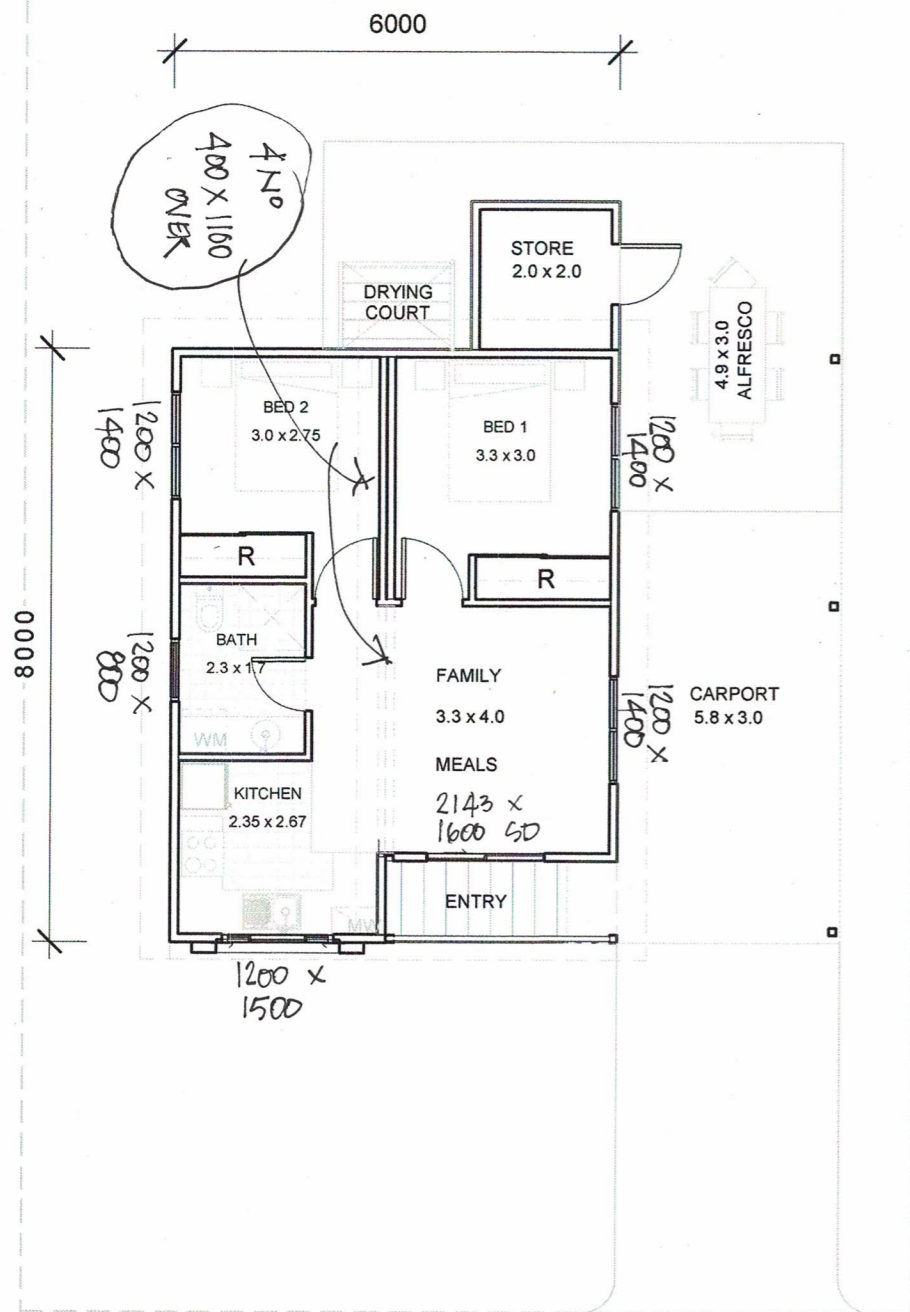 6000
4 Nº
400 X 1160
OVER
STORE
2.0 x 2.0
DRYING
COURT
4.9 x 3.0
ALFRESCO
BED 2
3.0 x 2.75
BED 1
3.3 x 3.0
1200 X
1400
1200 X
1400
R
R
8000
BATH
2.3 x 1.7
1200 X
800
WM
FAMILY
3.3 x 4.0
MEALS
2143 X
1600 SD
1200 X
1400
CARPORT
5.8 x 3.0
KITCHEN
2.35 x 2.67
MW
ENTRY
1200 X
1500